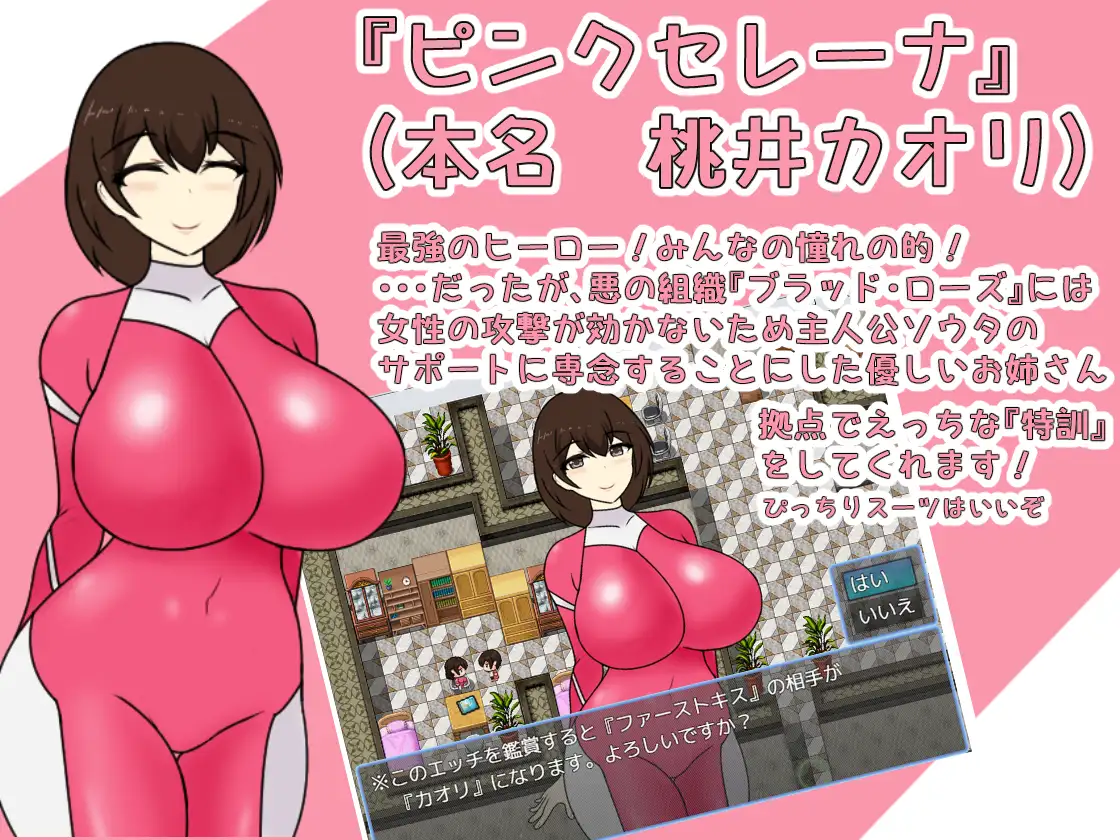 『ピンクセレーナ』
(本名　桃井カオリ)
最強のヒーロー！みんなの憧れの的！
・・・だったが、悪の組織『ブラッド・ローズ』には
女性の攻撃が効かないため主人公ソウタの
サポートに専念することにした優しいお姉さん
拠点でえっちな『特訓』
をしてくれます！
ぴっちりスーツはいいぞ
はい
いいえ
※このエッチを鑑賞すると『ファーストキス』の相手が
『カオリ』になります。よろしいですか？